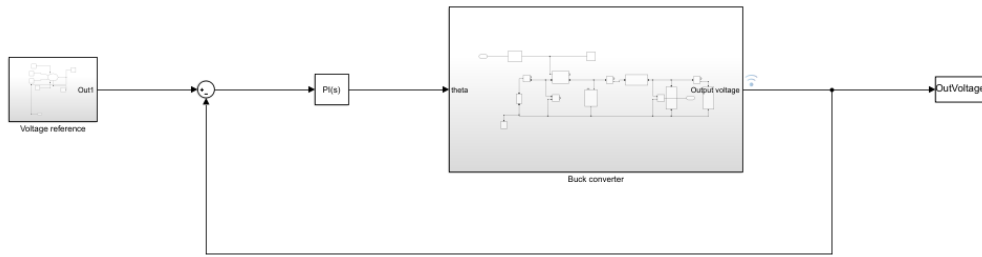 Out1
Voltage reference
+
-
PI(s)
theta
Output voltage
Buck converter
OutVoltage